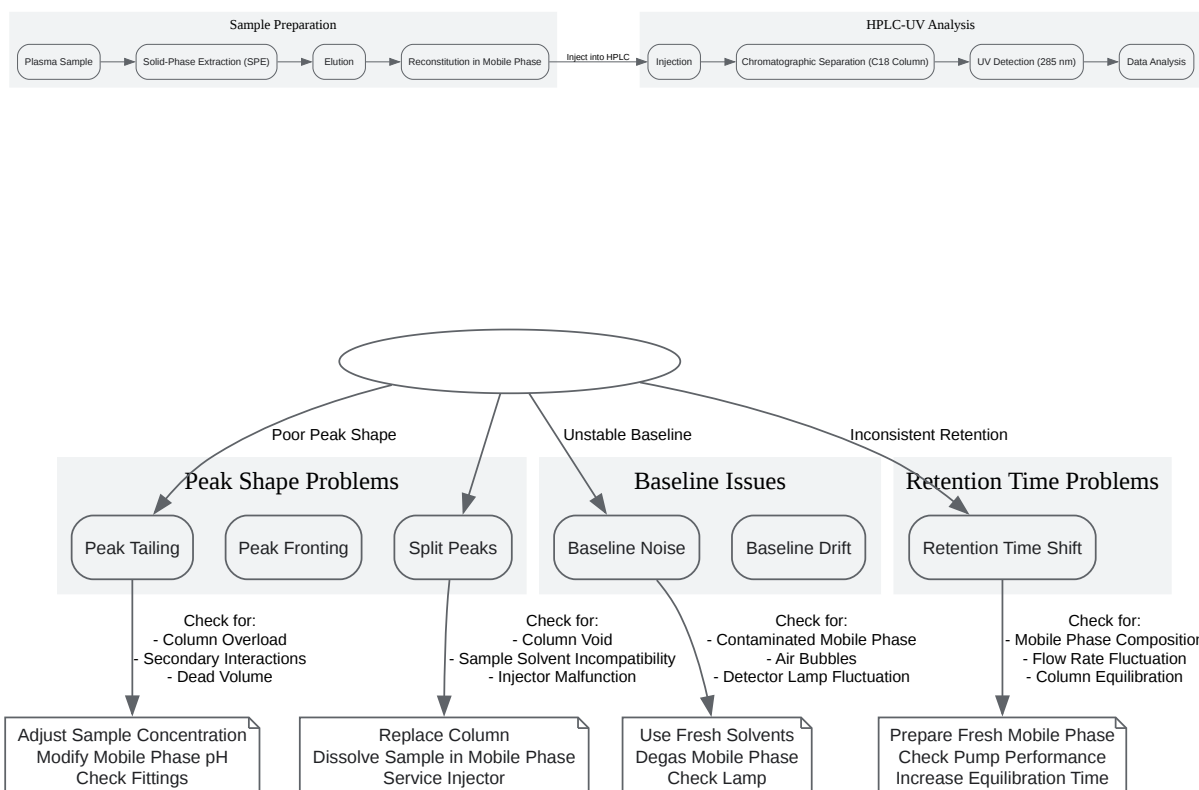 Sample Preparation
HPLC-UV Analysis
Plasma Sample
Solid-Phase Extraction (SPE)
Elution
Reconstitution in Mobile Phase
Inject into HPLC
Injection
Chromatographic Separation (C18 Column)
UV Detection (285 nm)
Data Analysis
Poor Peak Shape
Unstable Baseline
Inconsistent Retention
Peak Shape Problems
Baseline Issues
Retention Time Problems
Peak Tailing
Peak Fronting
Split Peaks
Baseline Noise
Baseline Drift
Retention Time Shift
Check for:
- Column Overload
- Secondary Interactions
- Dead Volume
Check for:
- Column Void
- Sample Solvent Incompatibility
- Injector Malfunction
Check for:
- Contaminated Mobile Phase
- Air Bubbles
- Detector Lamp Fluctuation
Check for:
- Mobile Phase Composition
- Flow Rate Fluctuation
- Column Equilibration
Adjust Sample Concentration
Modify Mobile Phase pH
Check Fittings
Replace Column
Dissolve Sample in Mobile Phase
Service Injector
Use Fresh Solvents
Degas Mobile Phase
Check Lamp
Prepare Fresh Mobile Phase
Check Pump Performance
Increase Equilibration Time